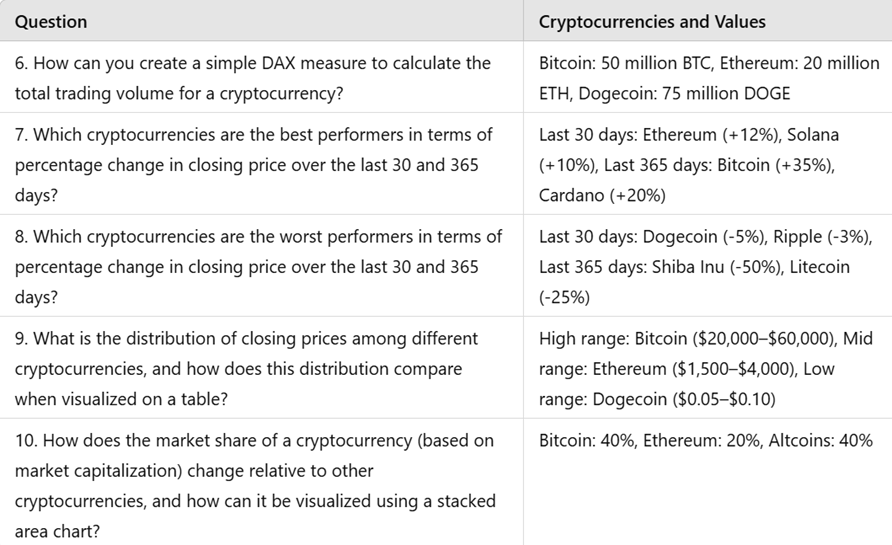 Question
Cryptocurrencies and Values
6. How can you create a simple DAX measure to calculate the
total trading volume for a cryptocurrency?
Bitcoin: 50 million BTC, Ethereum: 20 million
ETH, Dogecoin: 75 million DOGE
7. Which cryptocurrencies are the best performers in terms of
percentage change in closing price over the last 30 and 365
days?
Last 30 days: Ethereum (+12%), Solana
(+10%), Last 365 days: Bitcoin (+35%),
Cardano (+20%)
8. Which cryptocurrencies are the worst performers in terms of
percentage change in closing price over the last 30 and 365
days?
Last 30 days: Dogecoin (-5%), Ripple (-3%),
Last 365 days: Shiba Inu (-50%), Litecoin
(-25%)
9. What is the distribution of closing prices among different
cryptocurrencies, and how does this distribution compare
when visualized on a table?
High range: Bitcoin ($20,000–$60,000), Mid
range: Ethereum ($1,500–$4,000), Low
range: Dogecoin ($0.05–$0.10)
10. How does the market share of a cryptocurrency (based on
market capitalization) change relative to other
cryptocurrencies, and how can it be visualized using a stacked
area chart?
Bitcoin: 40%, Ethereum: 20%, Altcoins: 40%